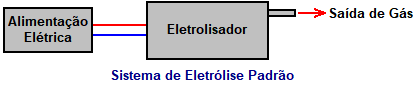 Alimentação
Elétrica
Eletrolisador
Saída de Gás
Sistema de Eletrólise Padrão